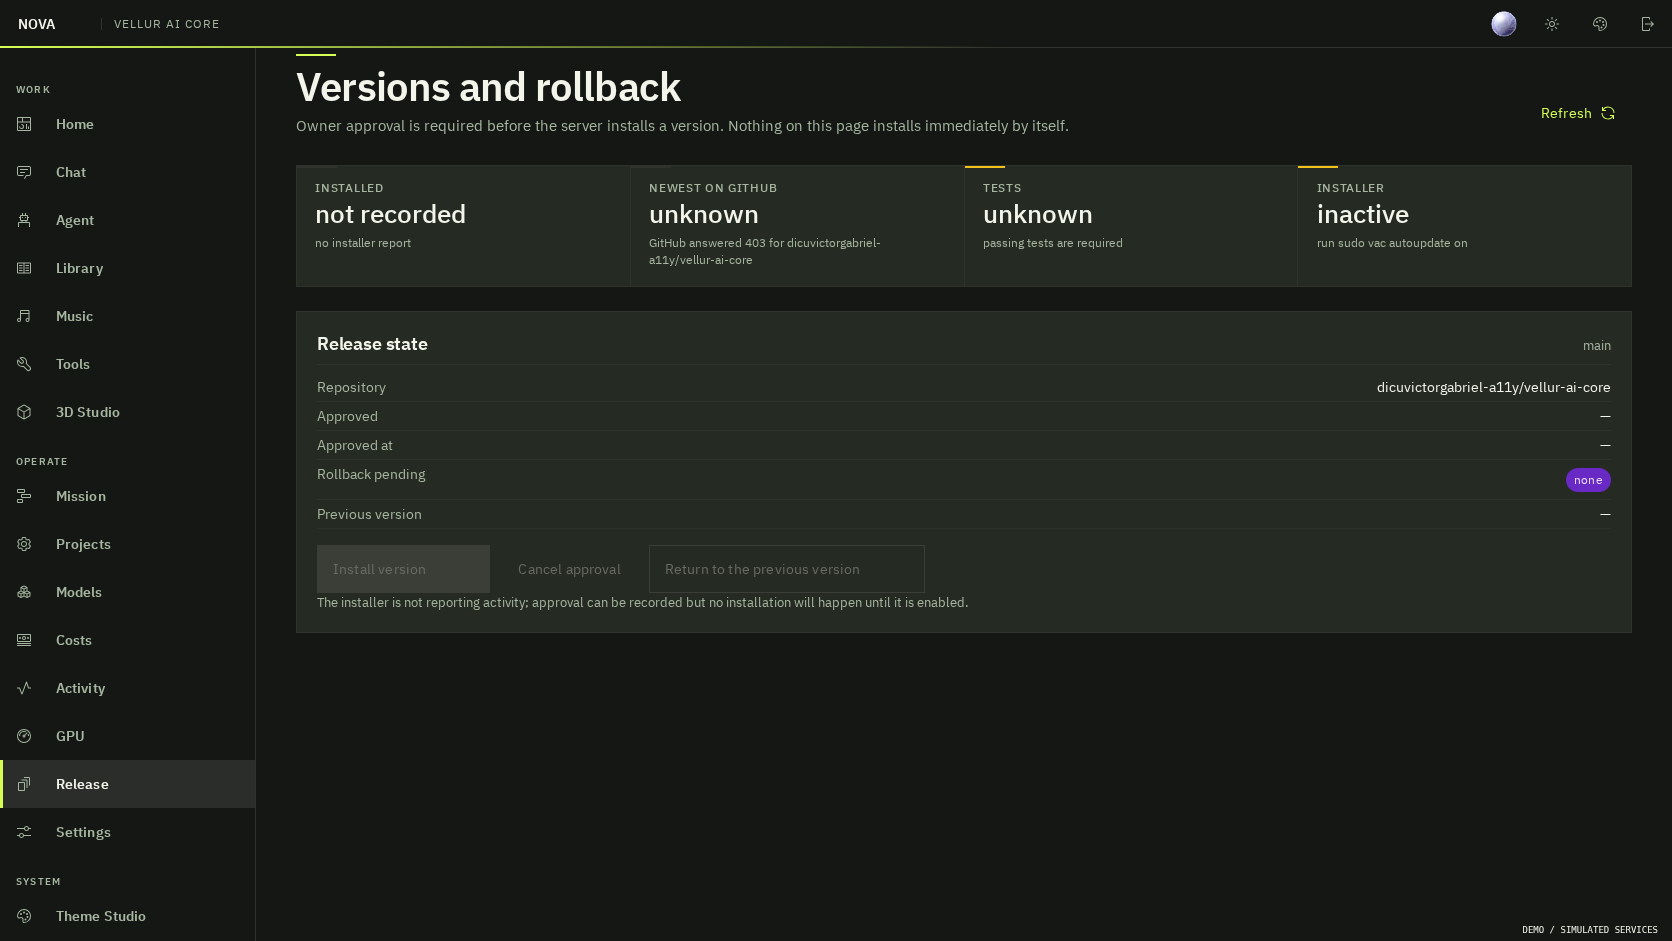 NOVA
VELLUR AI CORE
WORK
Home
Chat
Agent
Library
Music
Tools
3D Studio
OPERATE
Mission
Projects
Models
Costs
Activity
GPU
Release
Settings
SYSTEM
Theme Studio
Versions and rollback
Owner approval is required before the server installs a version. Nothing on this page installs immediately by itself.
Refresh
INSTALLED
not recorded
no installer report
NEWEST ON GITHUB
unknown
GitHub answered 403 for dicuvictorgabriel-
a11y/vellur-ai-core
TESTS
unknown
passing tests are required
INSTALLER
inactive
run sudo vac autoupdate on
Release state
main
Repository
dicuvictorgabriel-a11y/vellur-ai-core
Approved
—
Approved at
—
Rollback pending
none
Previous version
—
Install version
Cancel approval
Return to the previous version
The installer is not reporting activity; approval can be recorded but no installation will happen until it is enabled.
DEMO / SIMULATED SERVICES